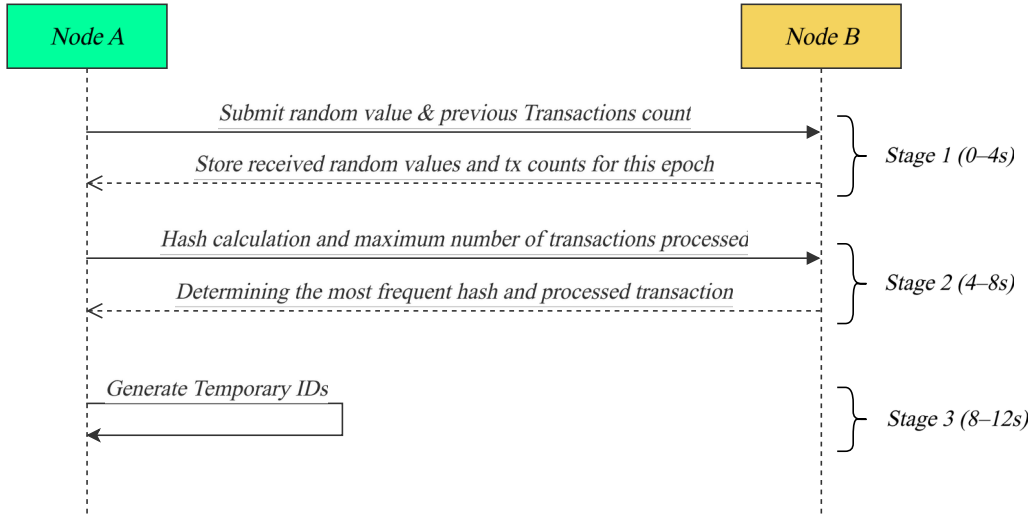 Node A
Node B
Submit random value & previous Transactions count
Store received random values and tx counts for this epoch
Stage 1 (0–4s)
Hash calculation and maximum number of transactions processed
Determining the most frequent hash and processed transaction
Stage 2 (4–8s)
Generate Temporary IDs
Stage 3 (8–12s)